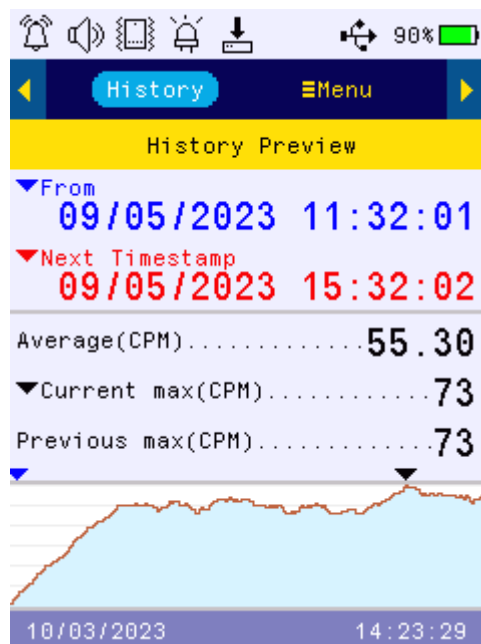 90%
History ≡Menu
History Preview
▼From
09/05/2023 11:32:01
▼Next Timestamp
09/05/2023 15:32:02
Average(CPM).............55.30
▼Current max(CPM)...........73
Previous max(CPM)............73
10/03/2023 14:23:29